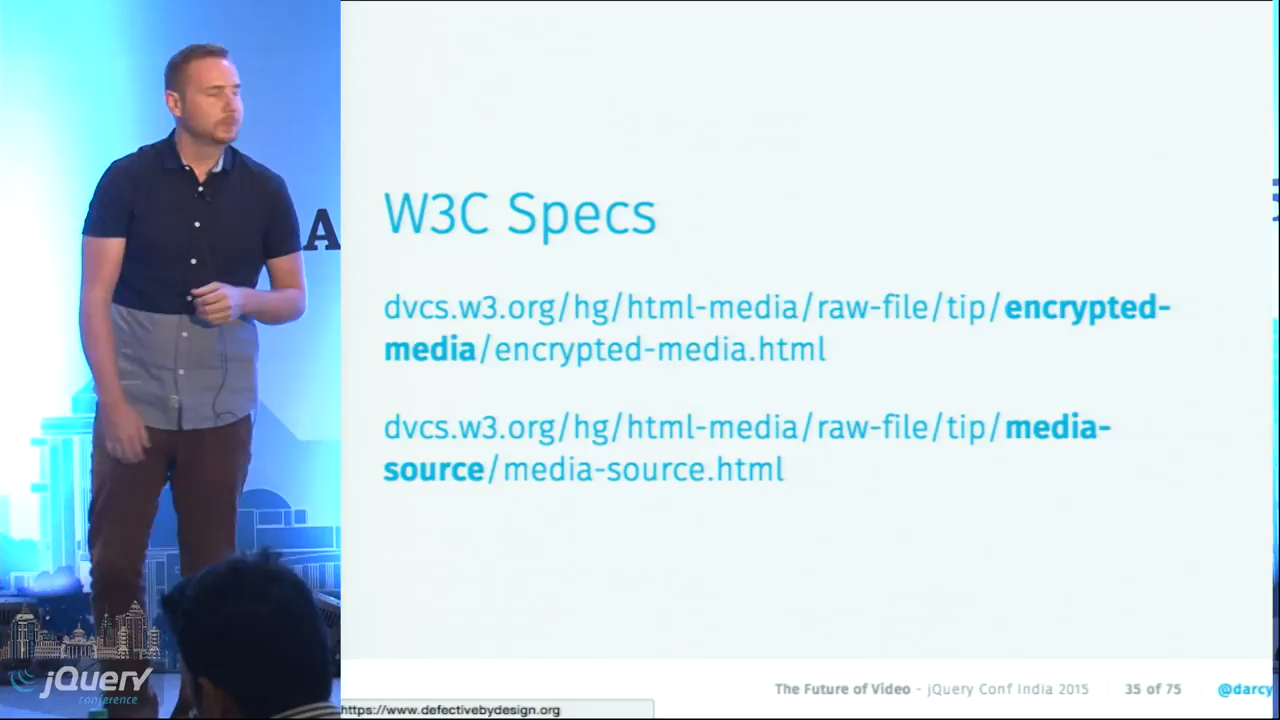 A
W3C Specs
dvcs.w3.org/hg/html-media/raw-file/tip/encrypted-
media/encrypted-media.html
dvcs.w3.org/hg/html-media/raw-file/tip/media-
source/media-source.html
jQuery
conference
The Future of Video - jQuery Conf India 2015
35 of 75
@darcy
https://www.defectivebydesign.org